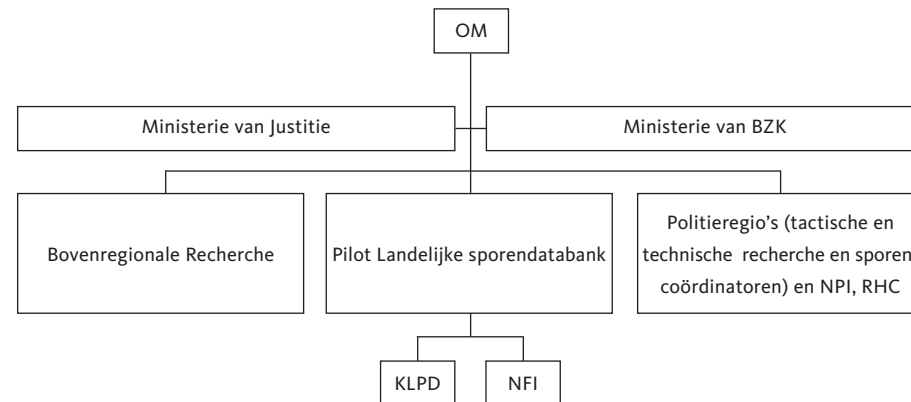 OM
Ministerie van Justitie
Ministerie van BZK
Bovenregionale Recherche
Pilot Landelijke sporendatabank
Politieregio's (tactische en
technische recherche en sporen
coördinatoren) en NPI, RHC
KLPD
NFI